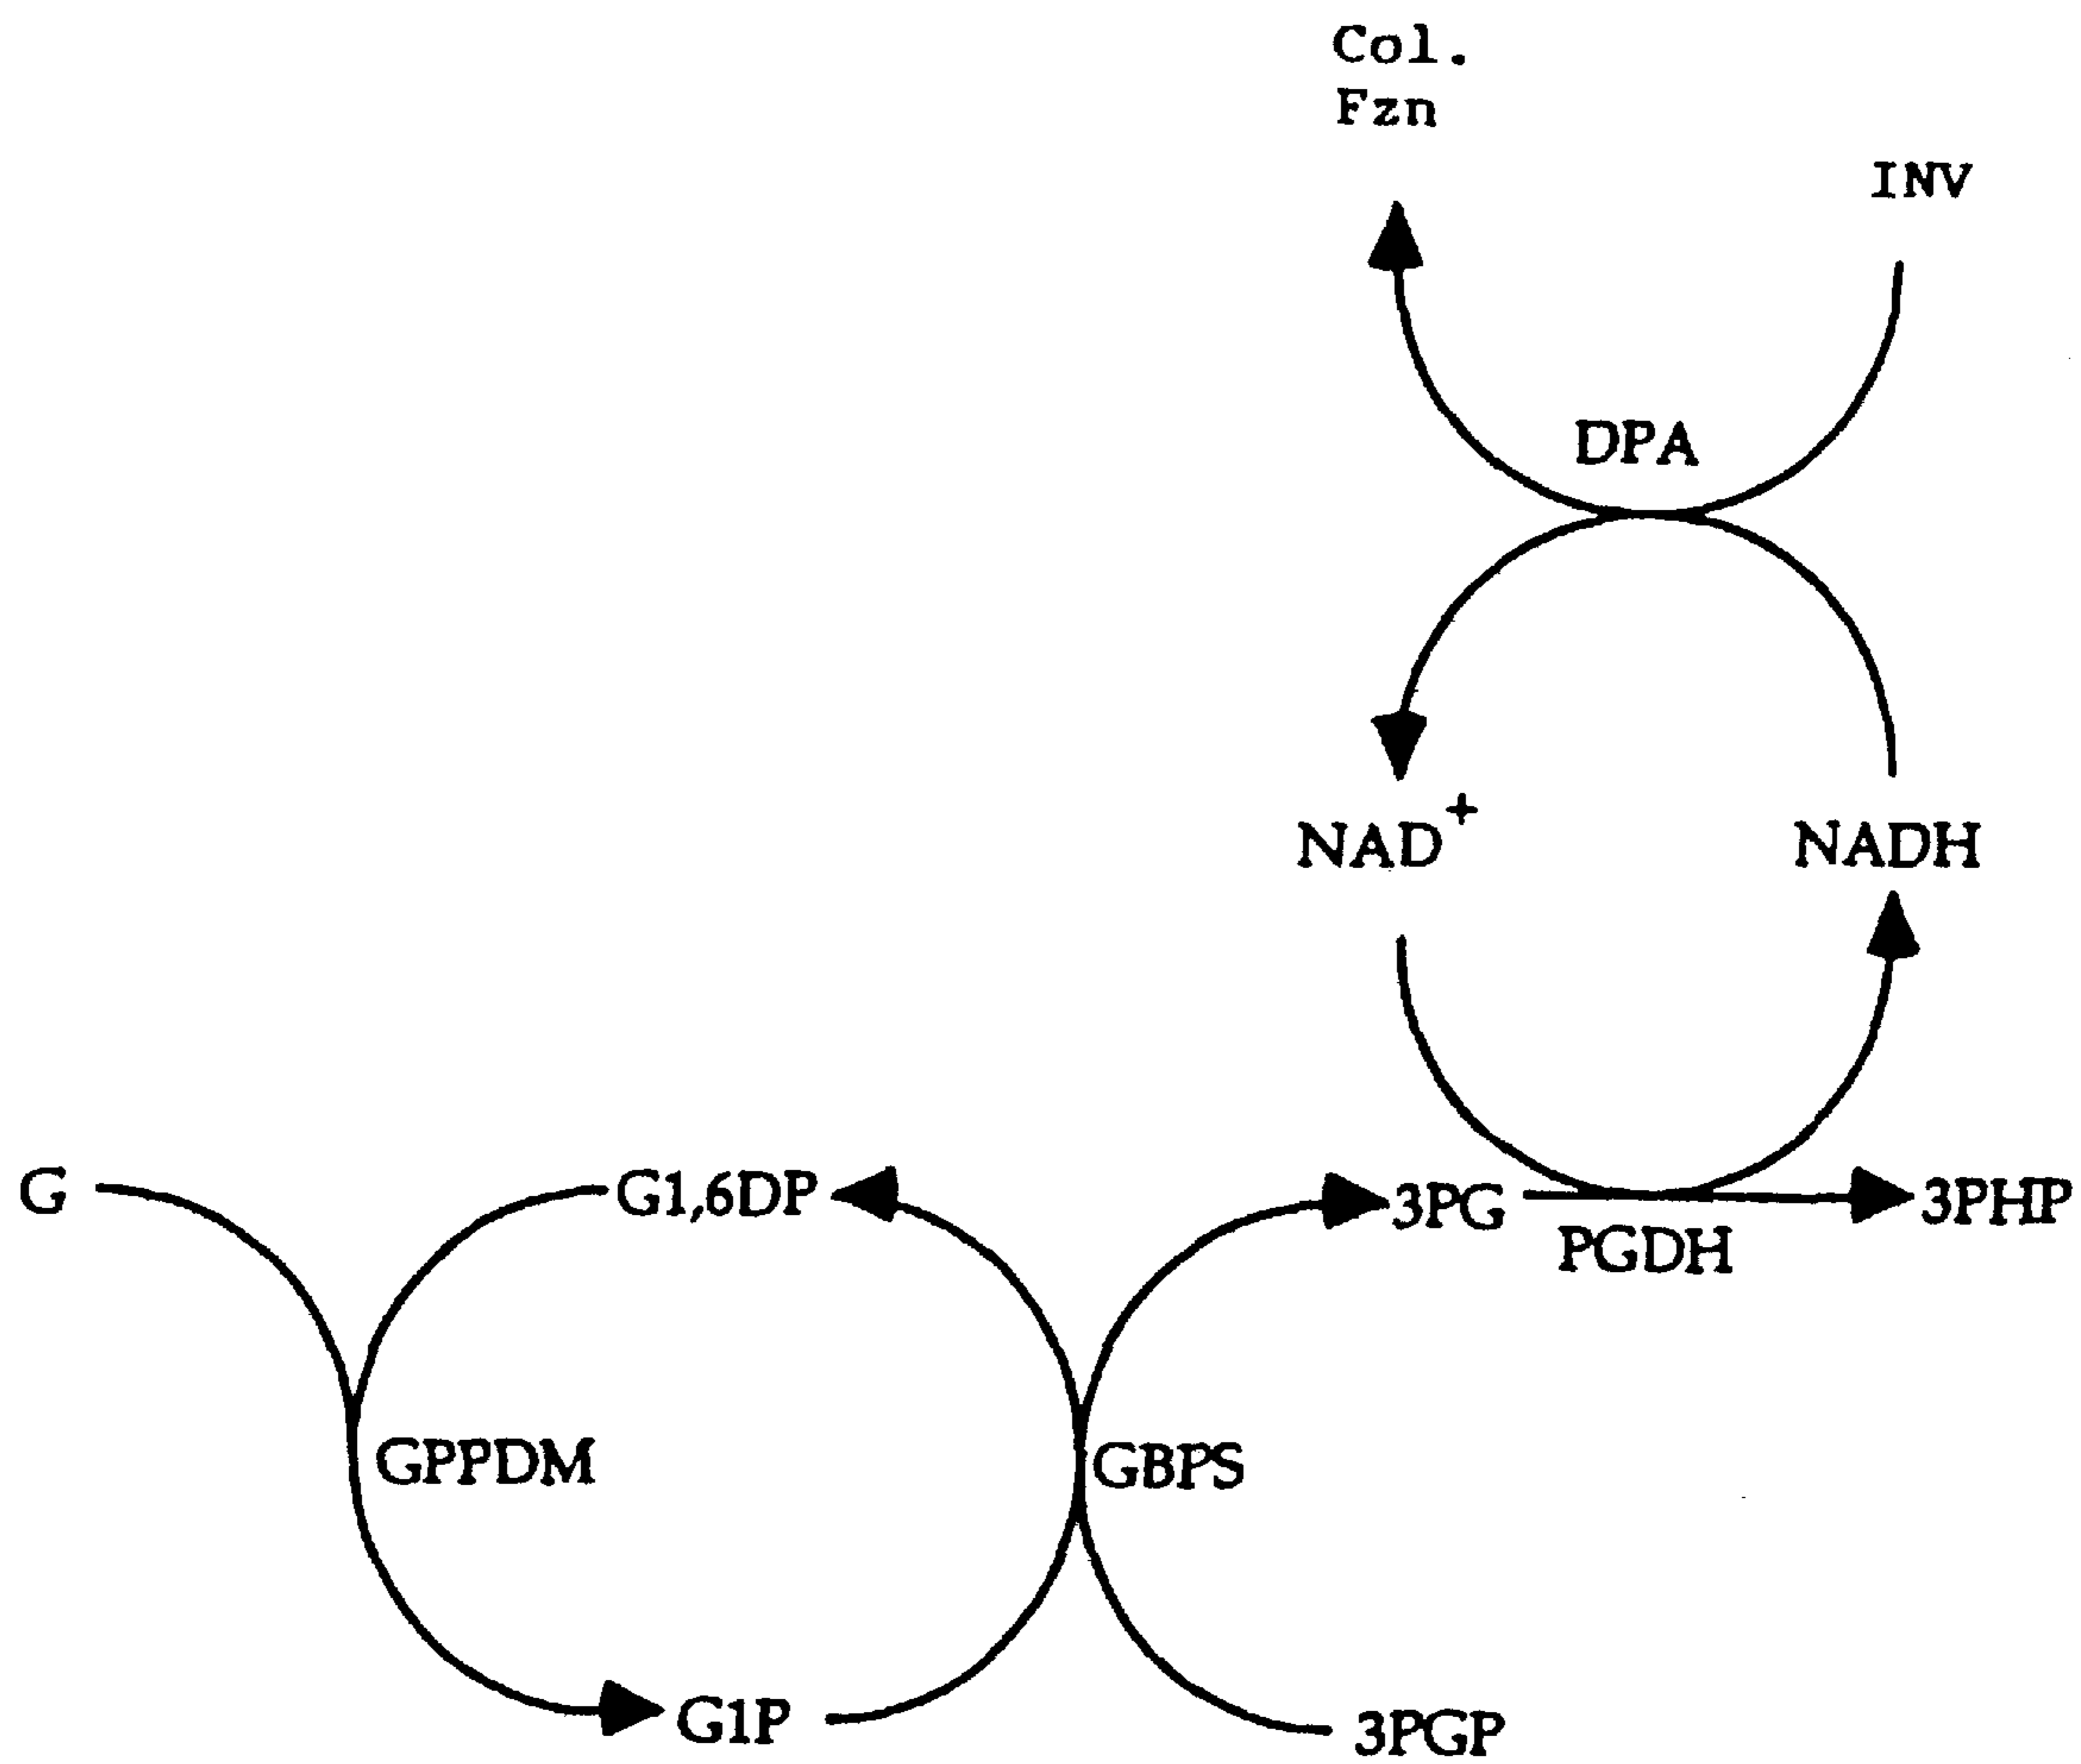 Col.
Fzn
INV
DPA
NAD+
NADH
G
G1,6DP
3PG
3PHP
PGDH
GPPDM
GBPS
G1P
3PGP